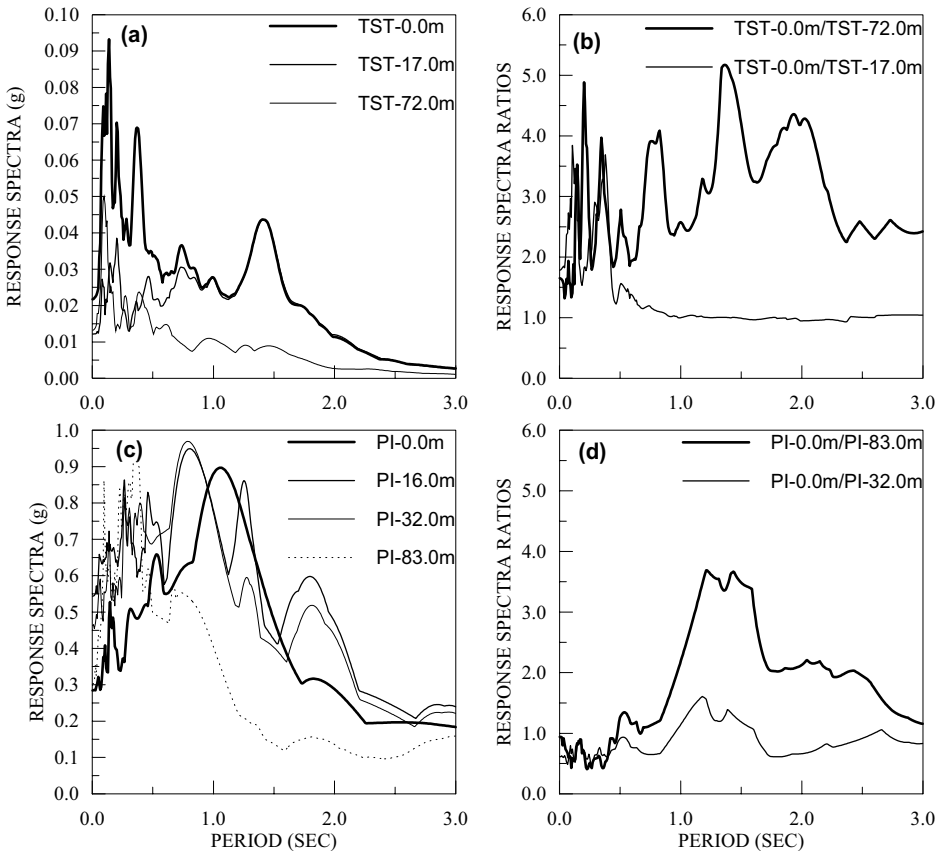 (a)
TST-0.0m
TST-17.0m
TST-72.0m
RESPONSE SPECTRA (g)
0.10
0.09
0.08
0.07
0.06
0.05
0.04
0.03
0.02
0.01
0.00
0.0 1.0 2.0 3.0
(b)
TST-0.0m/TST-72.0m
TST-0.0m/TST-17.0m
RESPONSE SPECTRA RATIOS
6.0
5.0
4.0
3.0
2.0
1.0
0.0
0.0 1.0 2.0 3.0
(c)
PI-0.0m
PI-16.0m
PI-32.0m
PI-83.0m
RESPONSE SPECTRA (g)
1.0
0.9
0.8
0.7
0.6
0.5
0.4
0.3
0.2
0.1
0.0
0.0 1.0 2.0 3.0
PERIOD (SEC)
(d)
PI-0.0m/PI-83.0m
PI-0.0m/PI-32.0m
RESPONSE SPECTRA RATIOS
6.0
5.0
4.0
3.0
2.0
1.0
0.0
0.0 1.0 2.0 3.0
PERIOD (SEC)